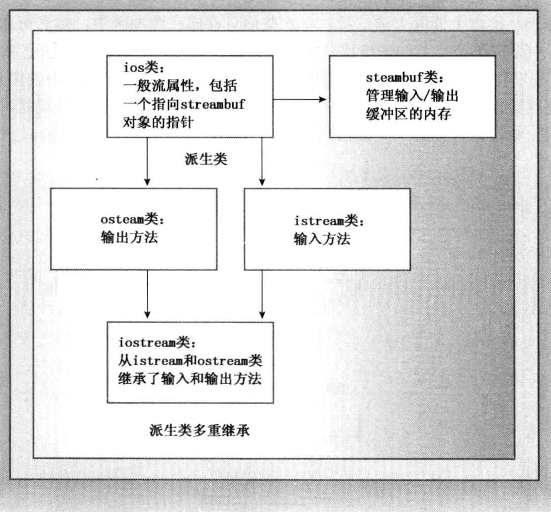 ios类：
一般流属性，包括
一个指向streambuf
对象的指针
steambuf类：
管理输入/输出
缓冲区的内存
派生类
osteam类：
输出方法
istream类：
输入方法
iostream类：
从istream和ostream类
继承了输入和输出方法
派生类多重继承